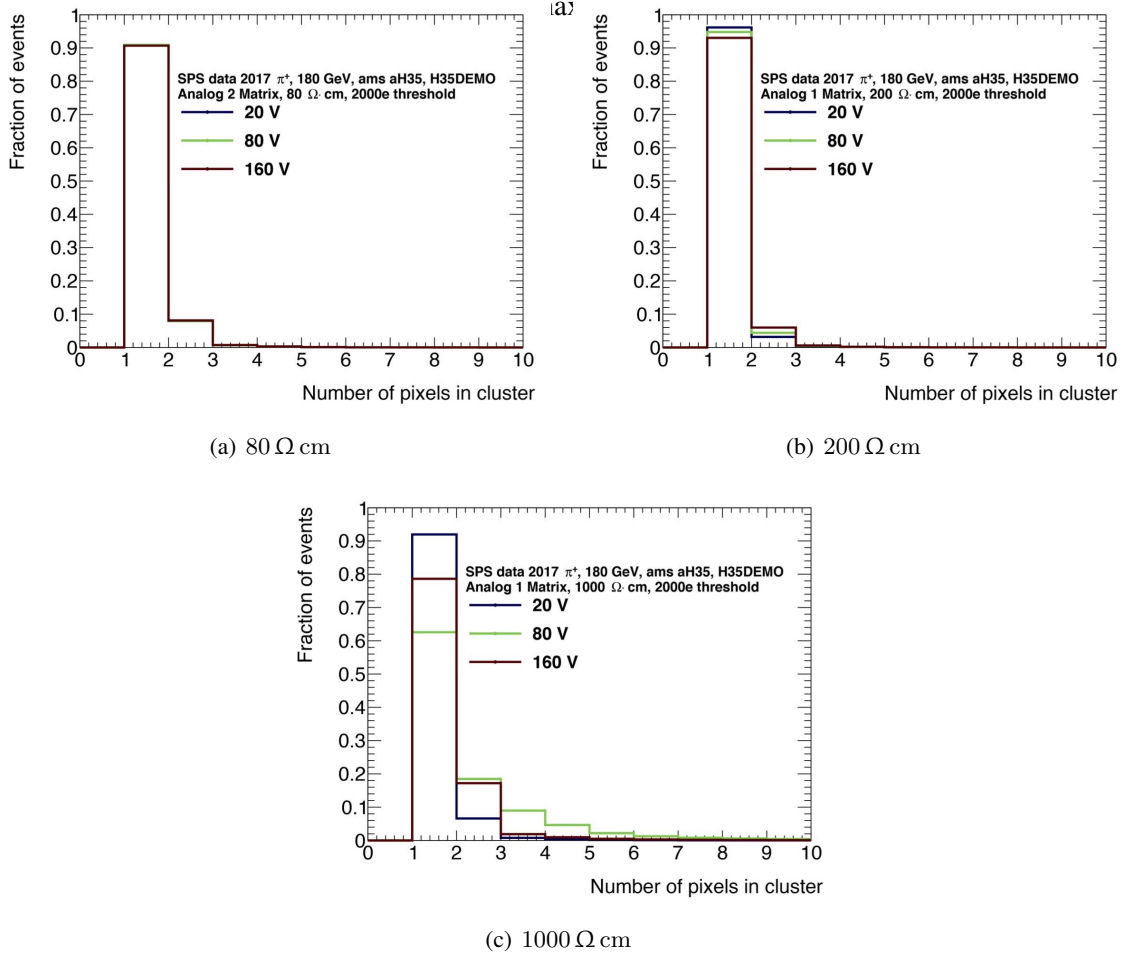 ax
Fraction of events
1
0.9
0.8
0.7
0.6
0.5
0.4
0.3
0.2
0.1
0
SPS data 2017 π⁺, 180 GeV, ams aH35, H35DEMO
Analog 2 Matrix, 80 Ω· cm, 2000e threshold
20 V
80 V
160 V
0 1 2 3 4 5 6 7 8 9 10
Number of pixels in cluster
(a) 80 Ω cm
Fraction of events
1
0.9
0.8
0.7
0.6
0.5
0.4
0.3
0.2
0.1
0
SPS data 2017 π⁺, 180 GeV, ams aH35, H35DEMO
Analog 1 Matrix, 200 Ω· cm, 2000e threshold
20 V
80 V
160 V
0 1 2 3 4 5 6 7 8 9 10
Number of pixels in cluster
(b) 200 Ω cm
Fraction of events
1
0.9
0.8
0.7
0.6
0.5
0.4
0.3
0.2
0.1
0
SPS data 2017 π⁺, 180 GeV, ams aH35, H35DEMO
Analog 1 Matrix, 1000 Ω· cm, 2000e threshold
20 V
80 V
160 V
0 1 2 3 4 5 6 7 8 9 10
Number of pixels in cluster
(c) 1000 Ω cm